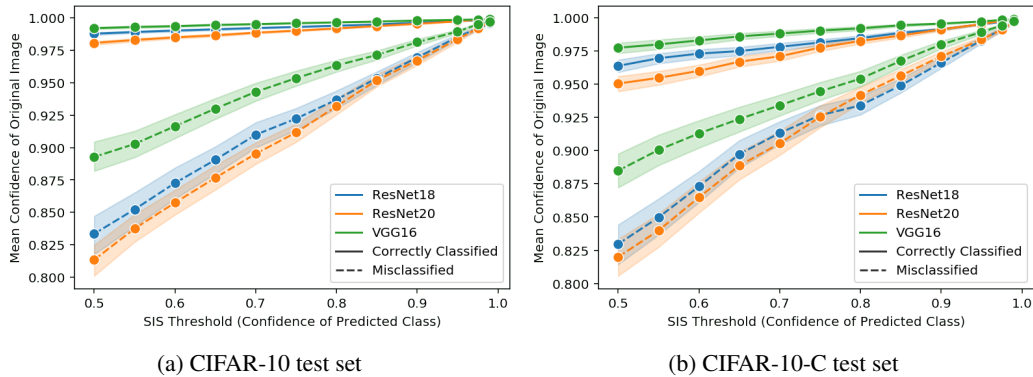 Mean Confidence of Original Image
1.000
0.975
0.950
0.925
0.900
0.875
0.850
0.825
0.800
0.5
0.6
0.7
0.8
0.9
1.0
SIS Threshold (Confidence of Predicted Class)
ResNet18
ResNet20
VGG16
Correctly Classified
Misclassified
(a) CIFAR-10 test set
Mean Confidence of Original Image
1.000
0.975
0.950
0.925
0.900
0.875
0.850
0.825
0.800
0.5
0.6
0.7
0.8
0.9
1.0
SIS Threshold (Confidence of Predicted Class)
ResNet18
ResNet20
VGG16
Correctly Classified
Misclassified
(b) CIFAR-10-C test set